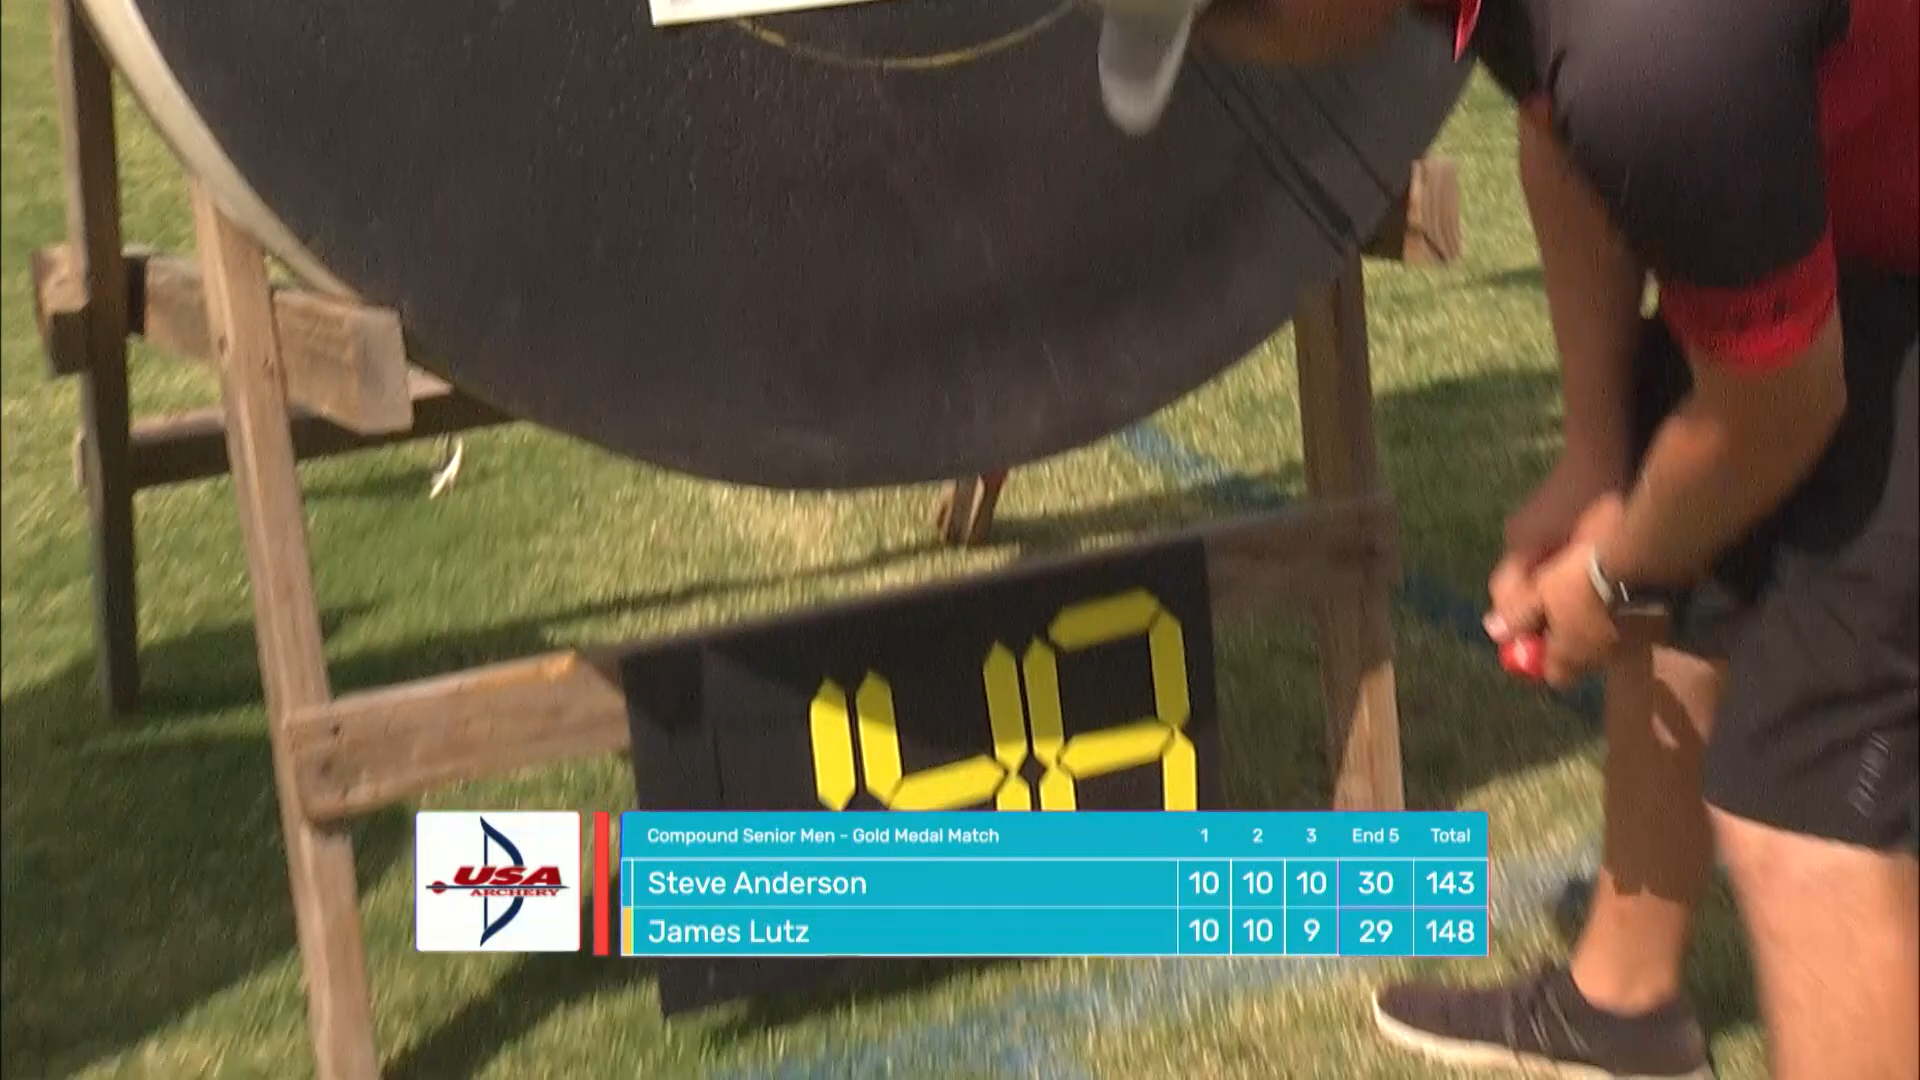 Compound Senior Men - Gold Medal Match 1 2 3 End 5 Total
Steve Anderson 10 10 10 30 143
James Lutz 10 10 9 29 148
USA
ARCHERY